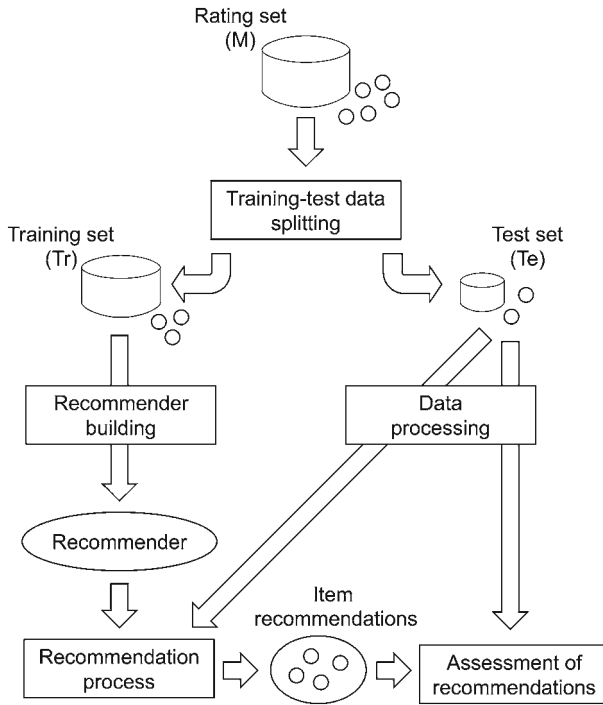 Rating set
(M)
Training-test data
splitting
Training set
(Tr)
Test set
(Te)
Recommender
building
Data
processing
Recommender
Item
recommendations
Recommendation
process
Assessment of
recommendations